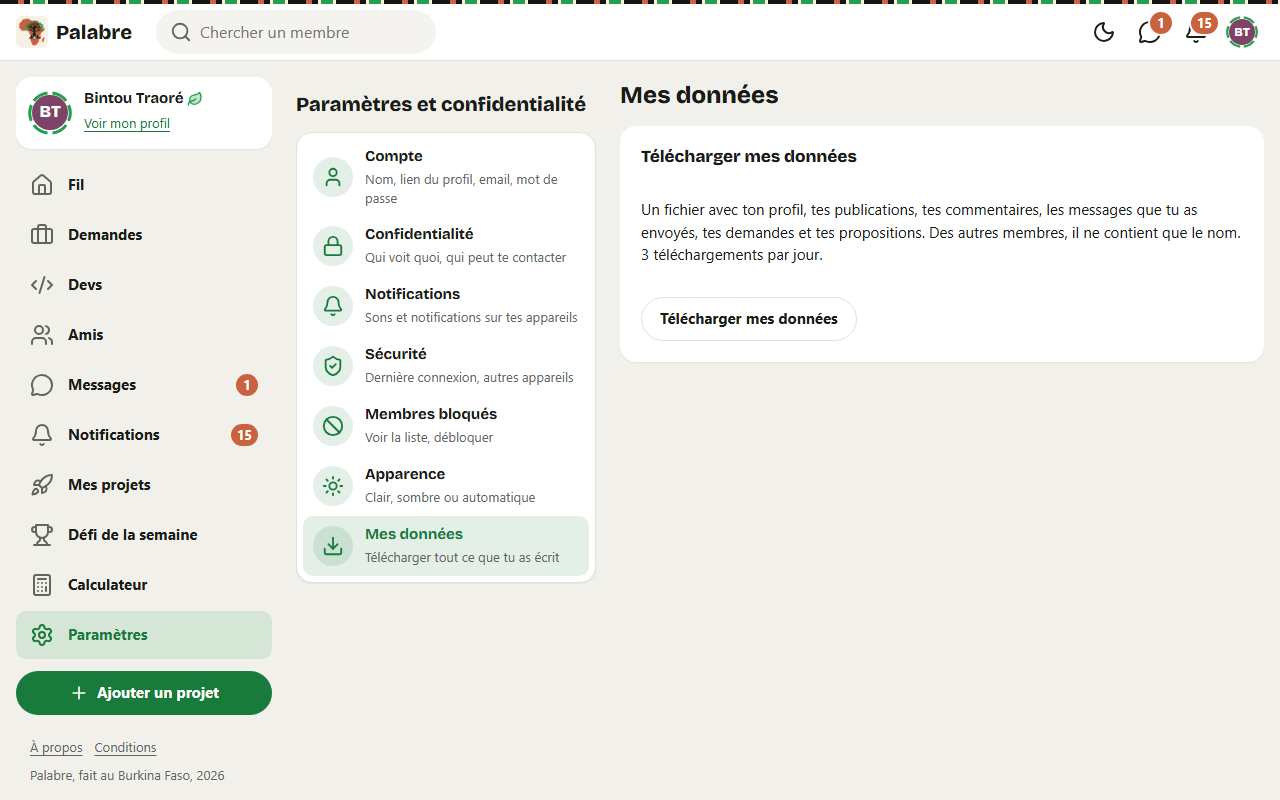 Palabre
Chercher un membre
1
15
BT
BT
Bintou Traoré
Voir mon profil
Fil
Demandes
Devs
Amis
Messages
1
Notifications
15
Mes projets
Défi de la semaine
Calculateur
Paramètres
Ajouter un projet
À propos
Conditions
Palabre, fait au Burkina Faso, 2026
Paramètres et confidentialité
Compte
Nom, lien du profil, email, mot de
passe
Confidentialité
Qui voit quoi, qui peut te contacter
Notifications
Sons et notifications sur tes appareils
Sécurité
Dernière connexion, autres appareils
Membres bloqués
Voir la liste, débloquer
Apparence
Clair, sombre ou automatique
Mes données
Télécharger tout ce que tu as écrit
Mes données
Télécharger mes données
Un fichier avec ton profil, tes publications, tes commentaires, les messages que tu as
envoyés, tes demandes et tes propositions. Des autres membres, il ne contient que le nom.
3 téléchargements par jour.
Télécharger mes données